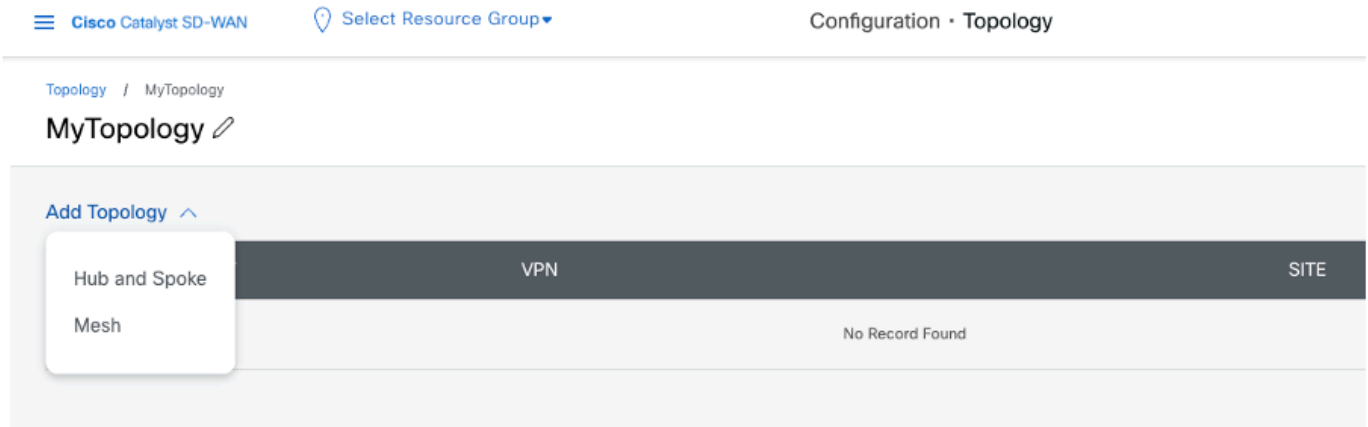 Cisco Catalyst SD-WAN Select Resource Group Configuration · Topology
Topology / MyTopology
MyTopology
Add Topology
VPN SITE
Hub and Spoke
Mesh
No Record Found